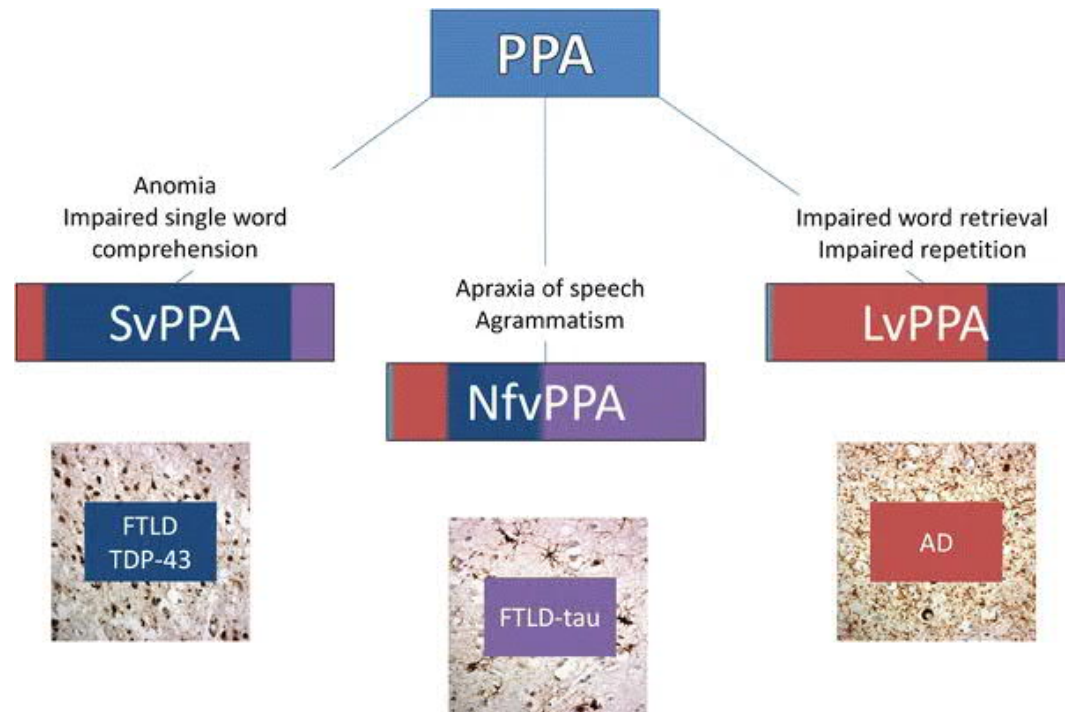 PPA
Anomia
Impaired single word
comprehension
SvPPA
Apraxia of speech
Agrammatism
NfvPPA
Impaired word retrieval
Impaired repetition
LvPPA
FTLD
TDP-43
FTLD-tau
AD